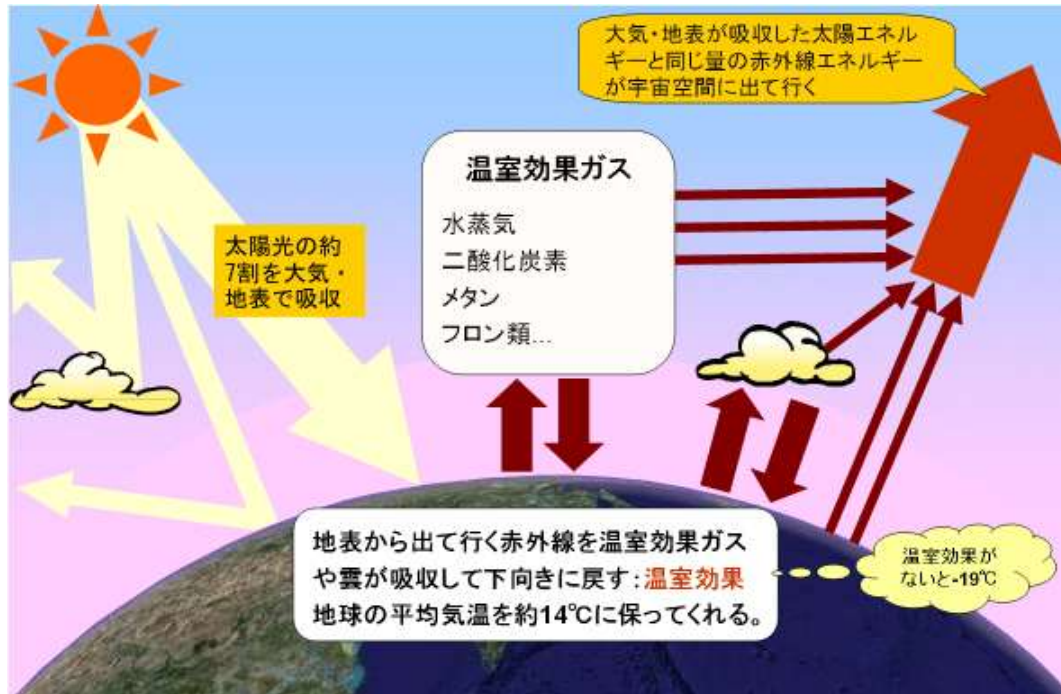 大気・地表が吸収した太陽エネル
ギーと同じ量の赤外線エネルギー
が宇宙空間に出て行く
温室効果ガス
水蒸気
二酸化炭素
メタン
フロン類...
太陽光の約
7割を大気・
地表で吸収
地表から出て行く赤外線を温室効果ガス
や雲が吸収して下向きに戻す：温室効果
地球の平均気温を約14℃に保ってくれる。
温室効果が
ないと-19℃